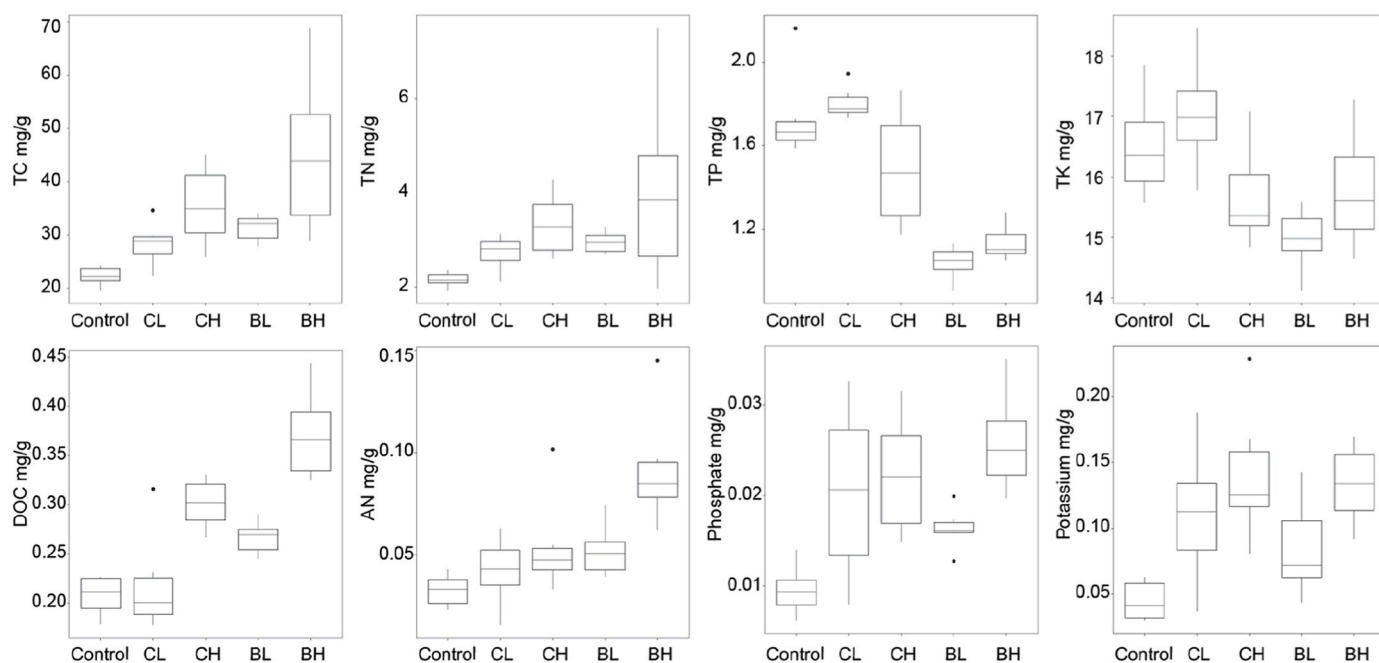 TC mg/g
70
60
50
40
30
20
Control CL CH BL BH
TN mg/g
6
4
2
Control CL CH BL BH
TP mg/g
2.0
1.6
1.2
Control CL CH BL BH
TK mg/g
18
17
16
15
14
Control CL CH BL BH
DOC mg/g
0.45
0.40
0.35
0.30
0.25
0.20
Control CL CH BL BH
AN mg/g
0.15
0.10
0.05
Control CL CH BL BH
Phosphate mg/g
0.03
0.02
0.01
Control CL CH BL BH
Potassium mg/g
0.20
0.15
0.10
0.05
Control CL CH BL BH